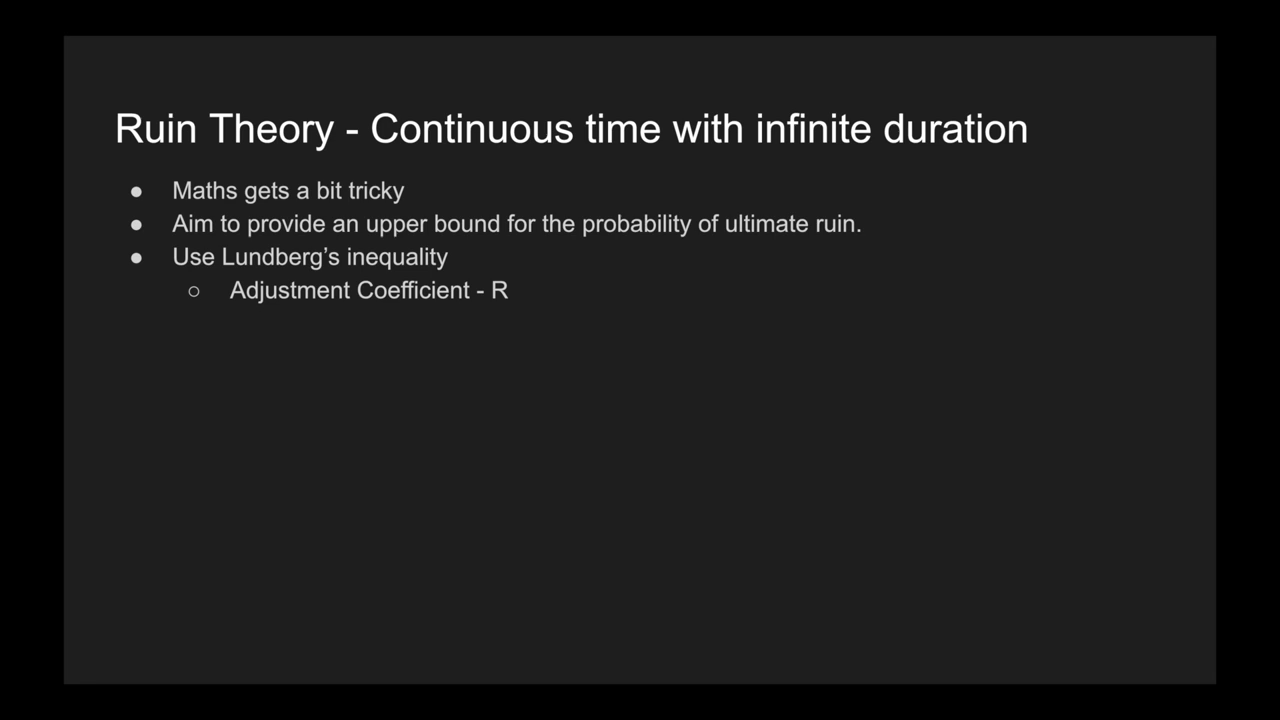 Ruin Theory - Continuous time with infinite duration
● Maths gets a bit tricky
● Aim to provide an upper bound for the probability of ultimate ruin.
● Use Lundberg’s inequality
○ Adjustment Coefficient - R